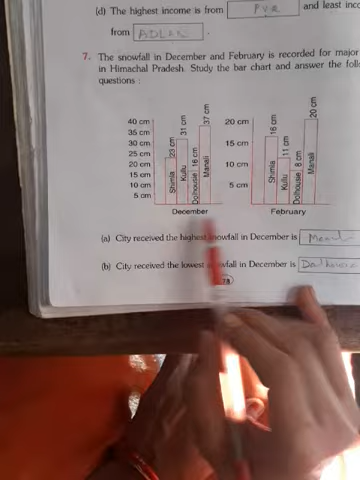 (d) The highest income is from and least inc
from ADLAK .
7. The snowfall in December and February is recorded for major
in Himachal Pradesh. Study the bar chart and answer the foll
questions :
40 cm
35 cm
30 cm
25 cm
20 cm
15 cm
10 cm
5 cm
Shimla 23 cm
Kullu 31 cm
Dalhousie 16 cm
Manali 37 cm
December
20 cm
15 cm
10 cm
5 cm
Shimla 16 cm
Kullu 11 cm
Dalhousie 8 cm
Manali 20 cm
February
(a) City received the highest snowfall in December is
(b) City received the lowest snowfall in December is Dalhousie
78